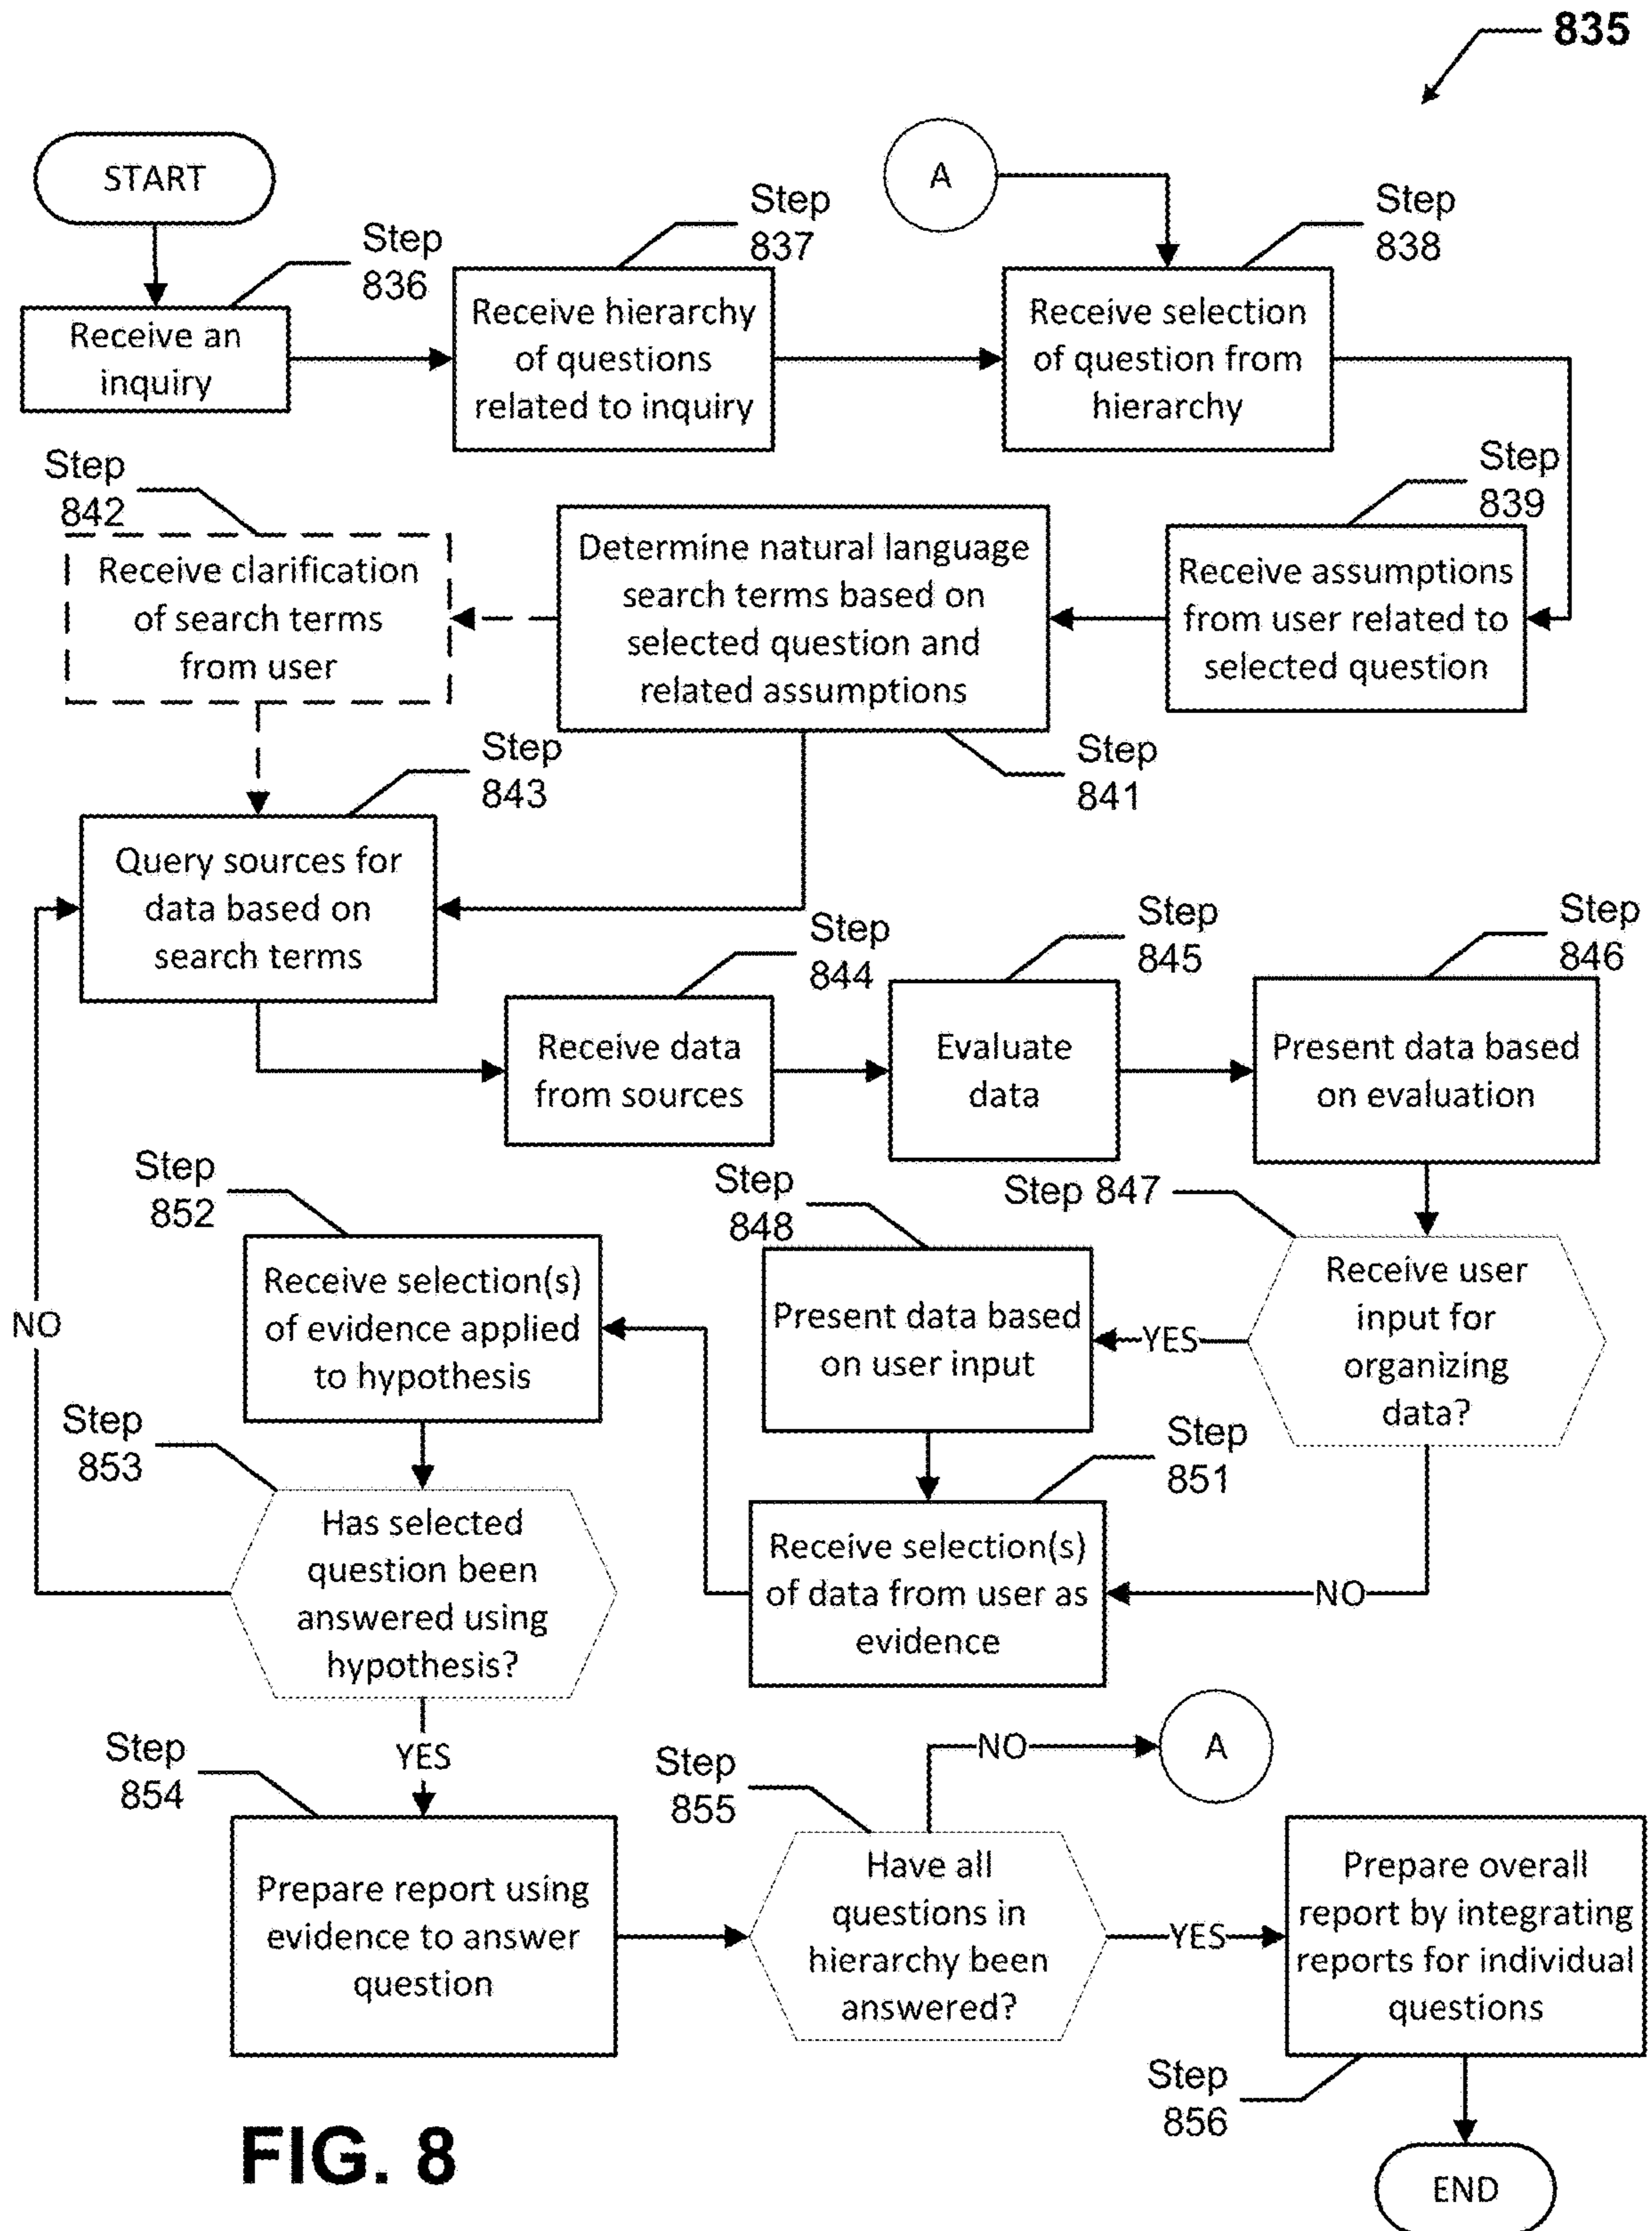 835
START
A
Step
836
Step
837
Step
838
Receive an
inquiry
Receive hierarchy
of questions
related to inquiry
Receive selection
of question from
hierarchy
Step
839
Step
842
Receive clarification
of search terms
from user
Determine natural language
search terms based on
selected question and
related assumptions
Receive assumptions
from user related to
selected question
Step
843
Step
841
Query sources for
data based on
search terms
Step
844
Step
845
Step
846
Receive data
from sources
Evaluate
data
Present data based
on evaluation
Step
852
Step
848
Step 847
Receive selection(s)
of evidence applied
to hypothesis
Present data based
on user input
YES
Receive user
input for
organizing
data?
NO
Step
853
Step
851
Has selected
question been
answered using
hypothesis?
Receive selection(s)
of data from user as
evidence
NO
YES
Step
854
Step
855
NO
A
Prepare report using
evidence to answer
question
Have all
questions in
hierarchy been
answered?
YES
Prepare overall
report by integrating
reports for individual
questions
Step
856
FIG. 8
END